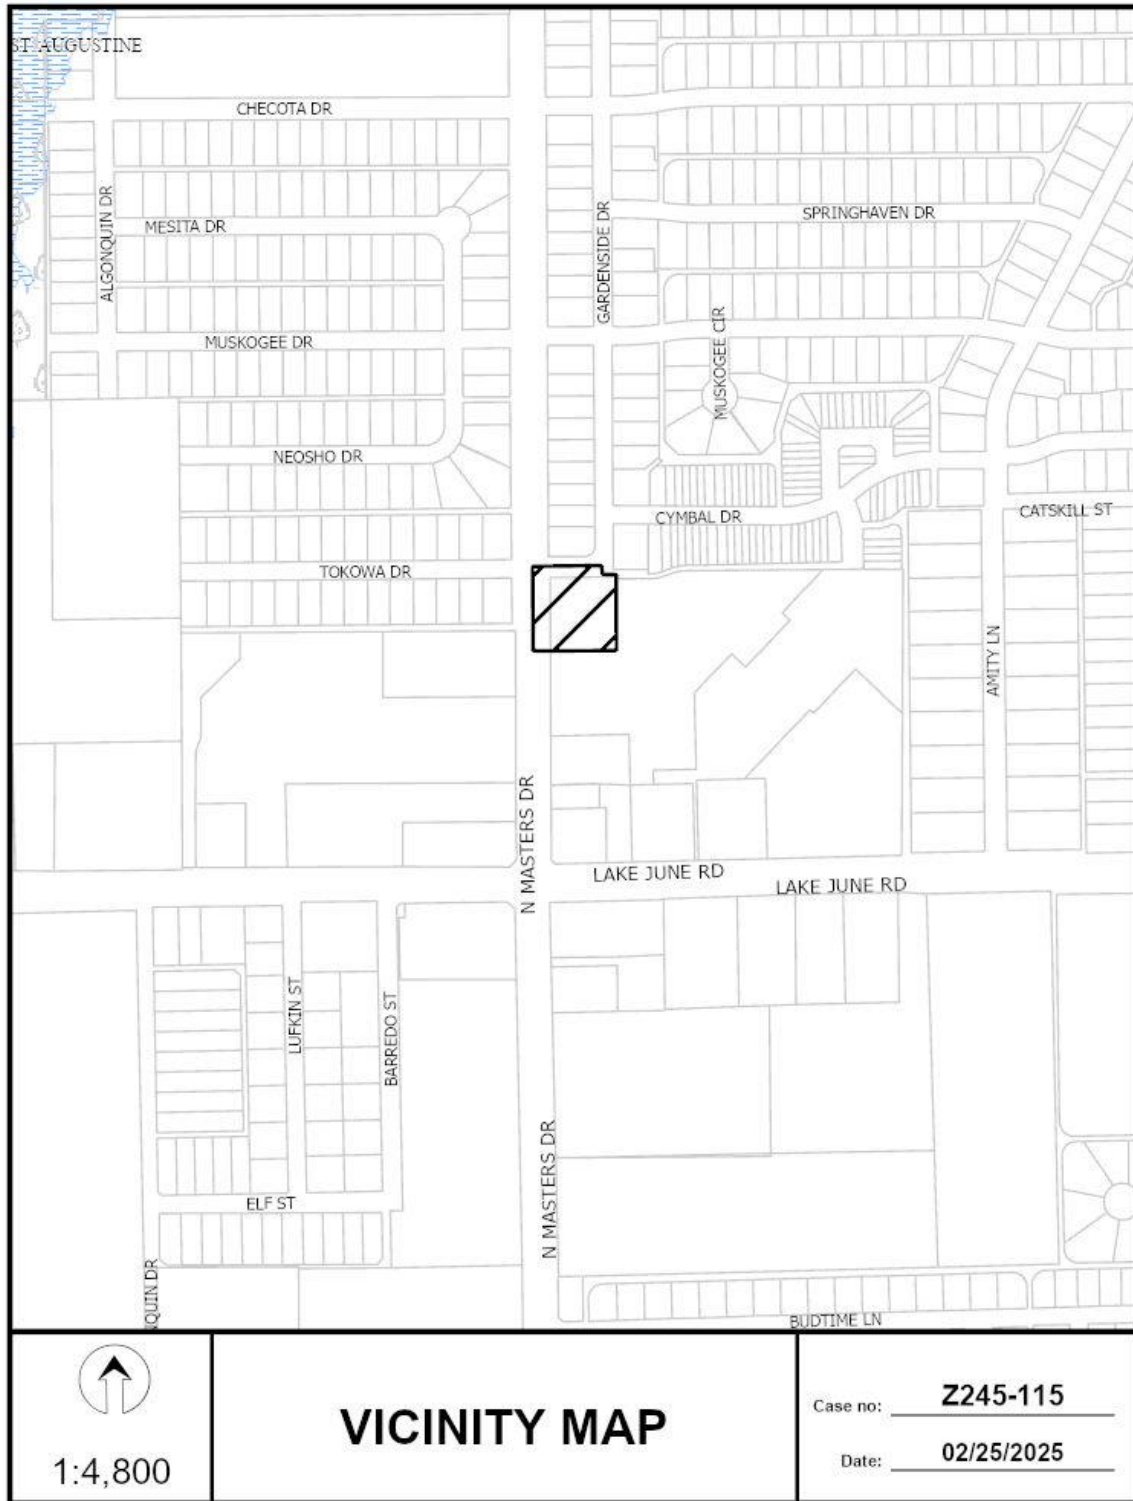 ST AUGUSTINE
CHECOTA DR
ALGONQUIN DR
MESITA DR
GARDENSIDE DR
SPRINGHAVEN DR
MUSKOGEE DR
MUSKOGEE CIR
NEOSHO DR
CYMBAL DR
CATSKILL ST
TOKOWA DR
AMITY LN
N MASTERS DR
LAKE JUNE RD
LAKE JUNE RD
LUFKIN ST
BARREDO ST
N MASTERS DR
ELF ST
NQUIN DR
BUDTIME LN
1:4,800
VICINITY MAP
Case no: Z245-115
Date: 02/25/2025